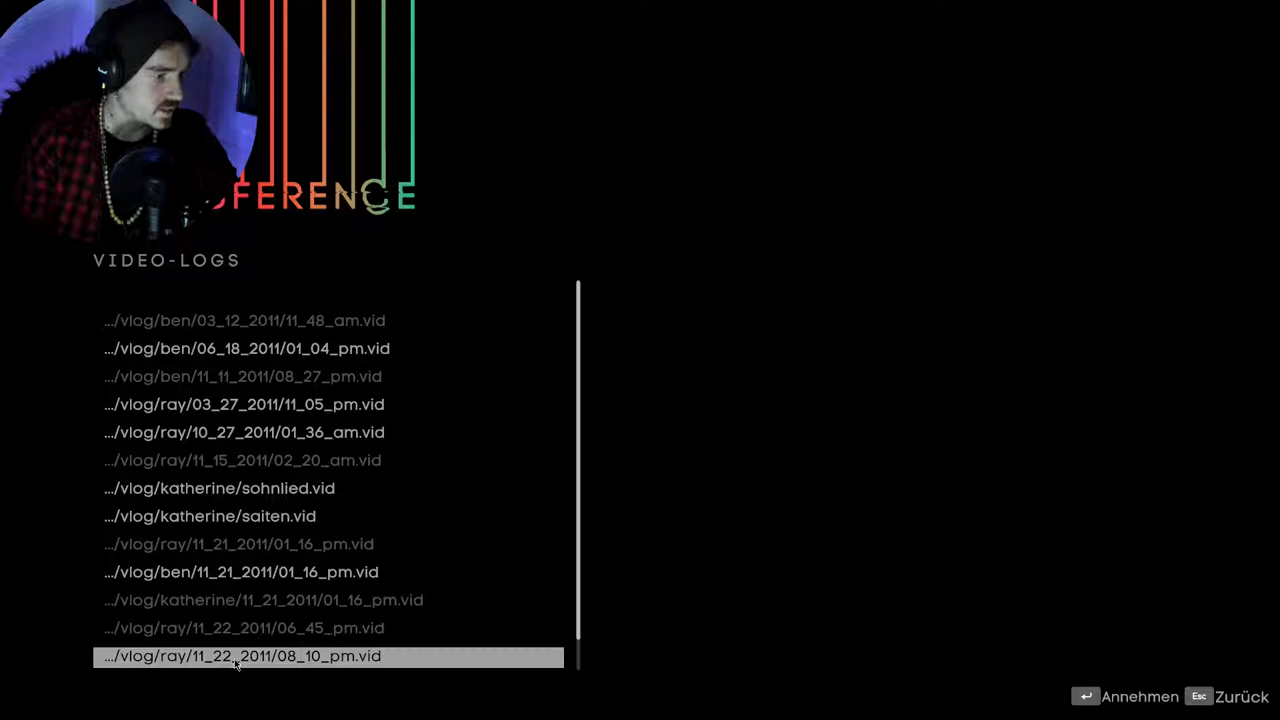 FERENCE
VIDEO-LOGS
.../vlog/ben/03_12_2011/11_48_am.vid
.../vlog/ben/06_18_2011/01_04_pm.vid
.../vlog/ben/11_11_2011/08_27_pm.vid
.../vlog/ray/03_27_2011/11_05_pm.vid
.../vlog/ray/10_27_2011/01_36_am.vid
.../vlog/ray/11_15_2011/02_20_am.vid
.../vlog/katherine/sohnlied.vid
.../vlog/katherine/saiten.vid
.../vlog/ray/11_21_2011/01_16_pm.vid
.../vlog/ben/11_21_2011/01_16_pm.vid
.../vlog/katherine/11_21_2011/01_16_pm.vid
.../vlog/ray/11_22_2011/06_45_pm.vid
.../vlog/ray/11_22_2011/08_10_pm.vid
Annehmen Esc Zurück